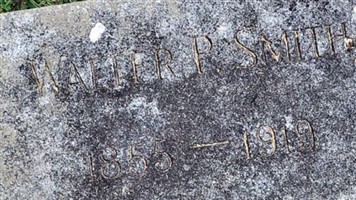 WALTER P. SMITH
1855 — 1919